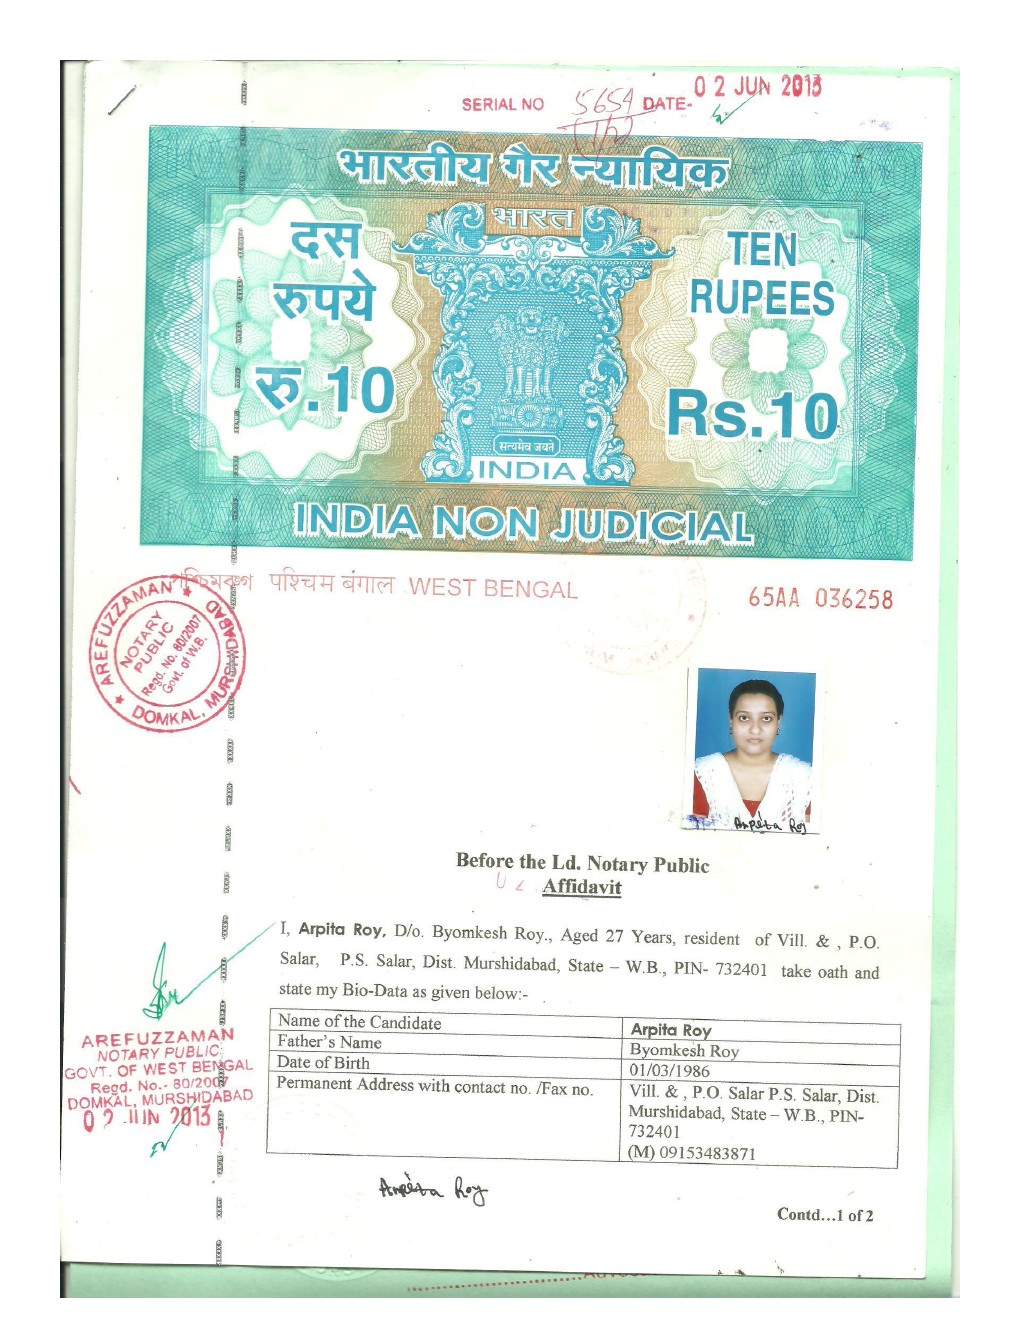 SERIAL NO 5654 DATE- 02 JUN 2013
भारतीय गैर न्यायिक
भारत
दस
रुपये
रु.10
TEN
RUPEES
Rs.10
सत्यमेव जयते
INDIA
INDIA NON JUDICIAL
পশ্চিমবঙ্গ पश्चिम बंगाल WEST BENGAL
65AA 036258
AREFUZZAMAN
NOTARY
PUBLIC
Regd. No. 80/2007
Govt. of W.B.
DOMKAL, MURSHIDABAD
Arpita Roy
Before the Ld. Notary Public
Affidavit
I, Arpita Roy, D/o. Byomkesh Roy., Aged 27 Years, resident of Vill. & , P.O.
Salar, P.S. Salar, Dist. Murshidabad, State – W.B., PIN- 732401 take oath and
state my Bio-Data as given below:-
Name of the Candidate Arpita Roy
Father's Name Byomkesh Roy
Date of Birth 01/03/1986
Permanent Address with contact no. /Fax no. Vill. & , P.O. Salar P.S. Salar, Dist.
Murshidabad, State – W.B., PIN-
732401
(M) 09153483871
AREFUZZAMAN
NOTARY PUBLIC
GOVT. OF WEST BENGAL
Regd. No.- 80/2007
DOMKAL, MURSHIDABAD
02 JUN 2013
Arpita Roy
Contd...1 of 2